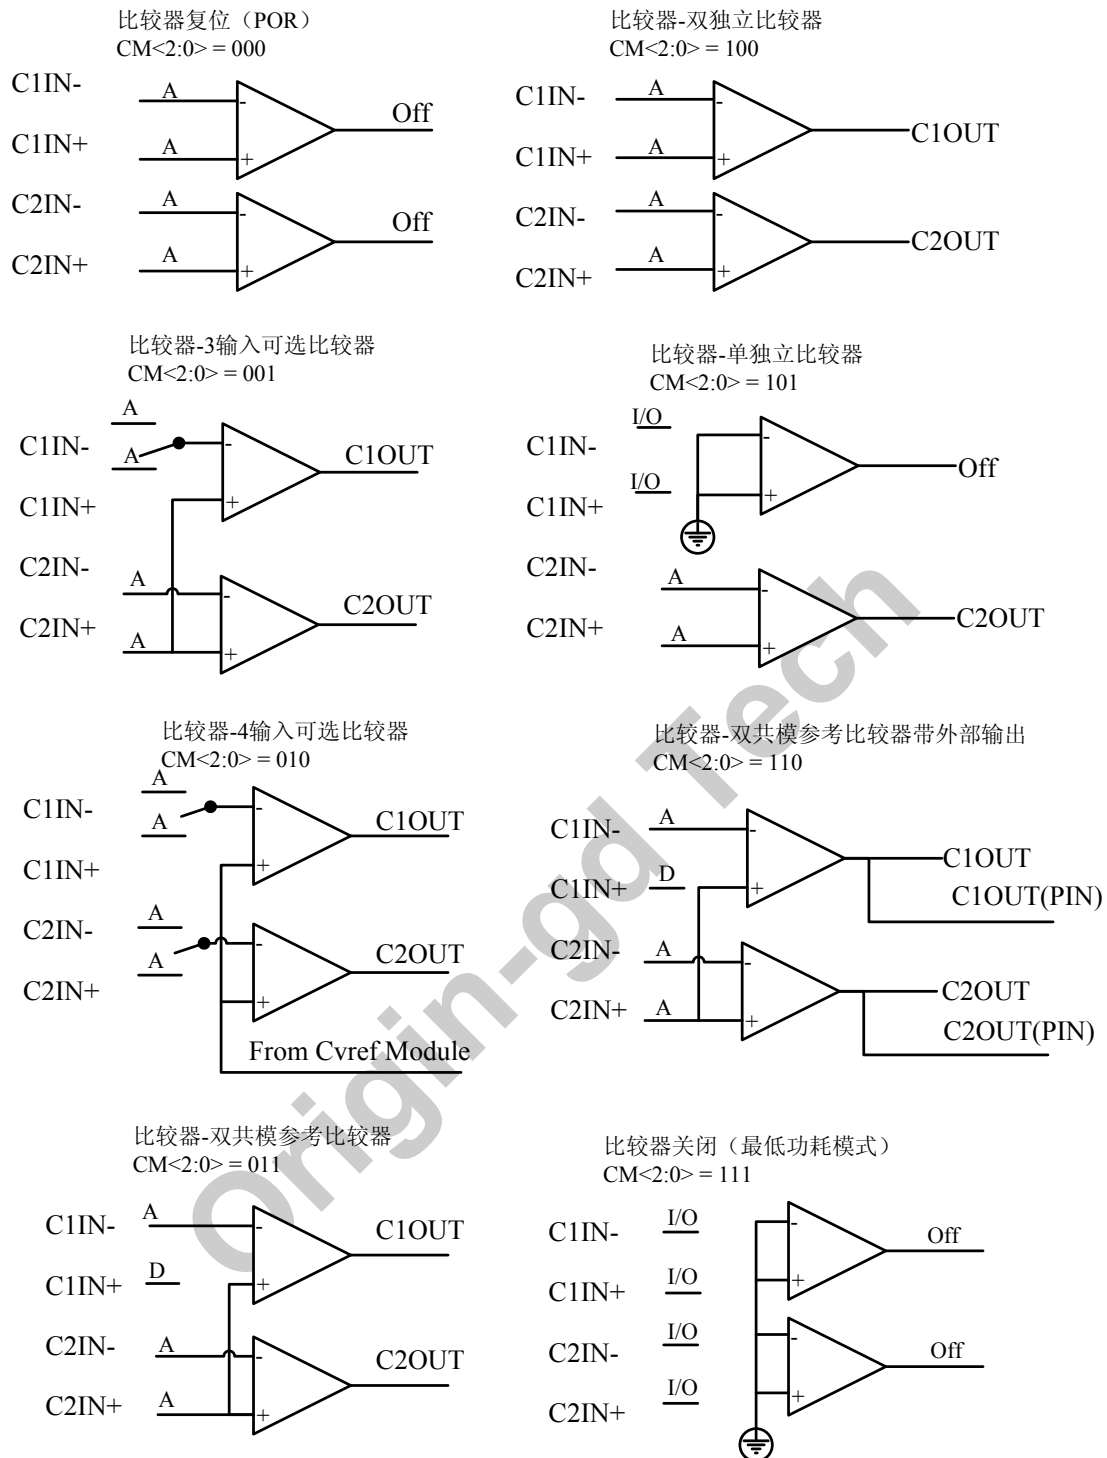 比较器复位（POR）
CM<2:0> = 000
C1IN-
A
-
Off
C1IN+
A
+
C2IN-
A
-
Off
C2IN+
A
+
比较器-双独立比较器
CM<2:0> = 100
C1IN-
A
-
C1OUT
C1IN+
A
+
C2IN-
A
-
C2OUT
C2IN+
A
+
比较器-3输入可选比较器
CM<2:0> = 001
A
C1IN-
A
-
C1OUT
C1IN+
+
C2IN-
A
-
C2OUT
C2IN+
A
+
比较器-单独立比较器
CM<2:0> = 101
I/O
C1IN-
-
Off
I/O
C1IN+
+
C2IN-
A
-
C2OUT
C2IN+
A
+
比较器-4输入可选比较器
CM<2:0> = 010
A
C1IN-
A
-
C1OUT
C1IN+
+
A
C2IN-
A
-
C2OUT
C2IN+
+
From Cvref Module
比较器-双共模参考比较器带外部输出
CM<2:0> = 110
C1IN-
A
-
C1OUT
C1IN+
D
+
C1OUT(PIN)
C2IN-
A
-
C2OUT
C2IN+
A
+
C2OUT(PIN)
比较器-双共模参考比较器
CM<2:0> = 011
C1IN-
A
-
C1OUT
C1IN+
D
+
C2IN-
A
-
C2OUT
C2IN+
A
+
比较器关闭（最低功耗模式）
CM<2:0> = 111
C1IN-
I/O
-
Off
C1IN+
I/O
+
C2IN-
I/O
-
Off
C2IN+
I/O
+
Origin-gd Tech